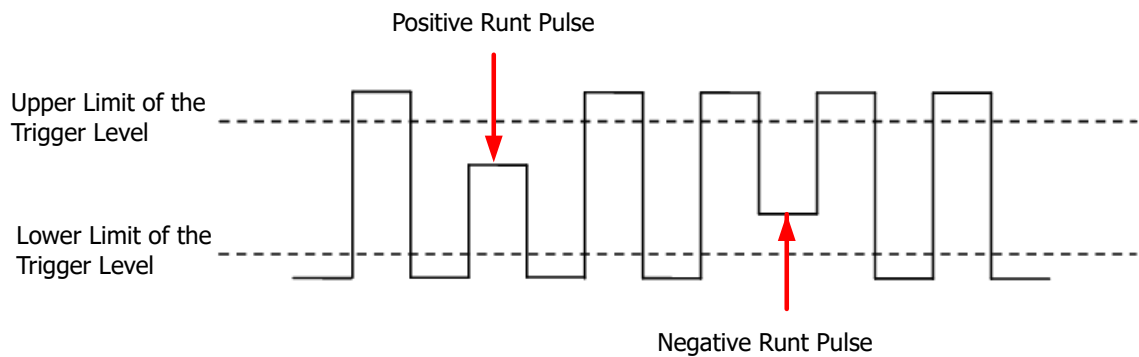 Positive Runt Pulse
Upper Limit of the
Trigger Level
Lower Limit of the
Trigger Level
Negative Runt Pulse